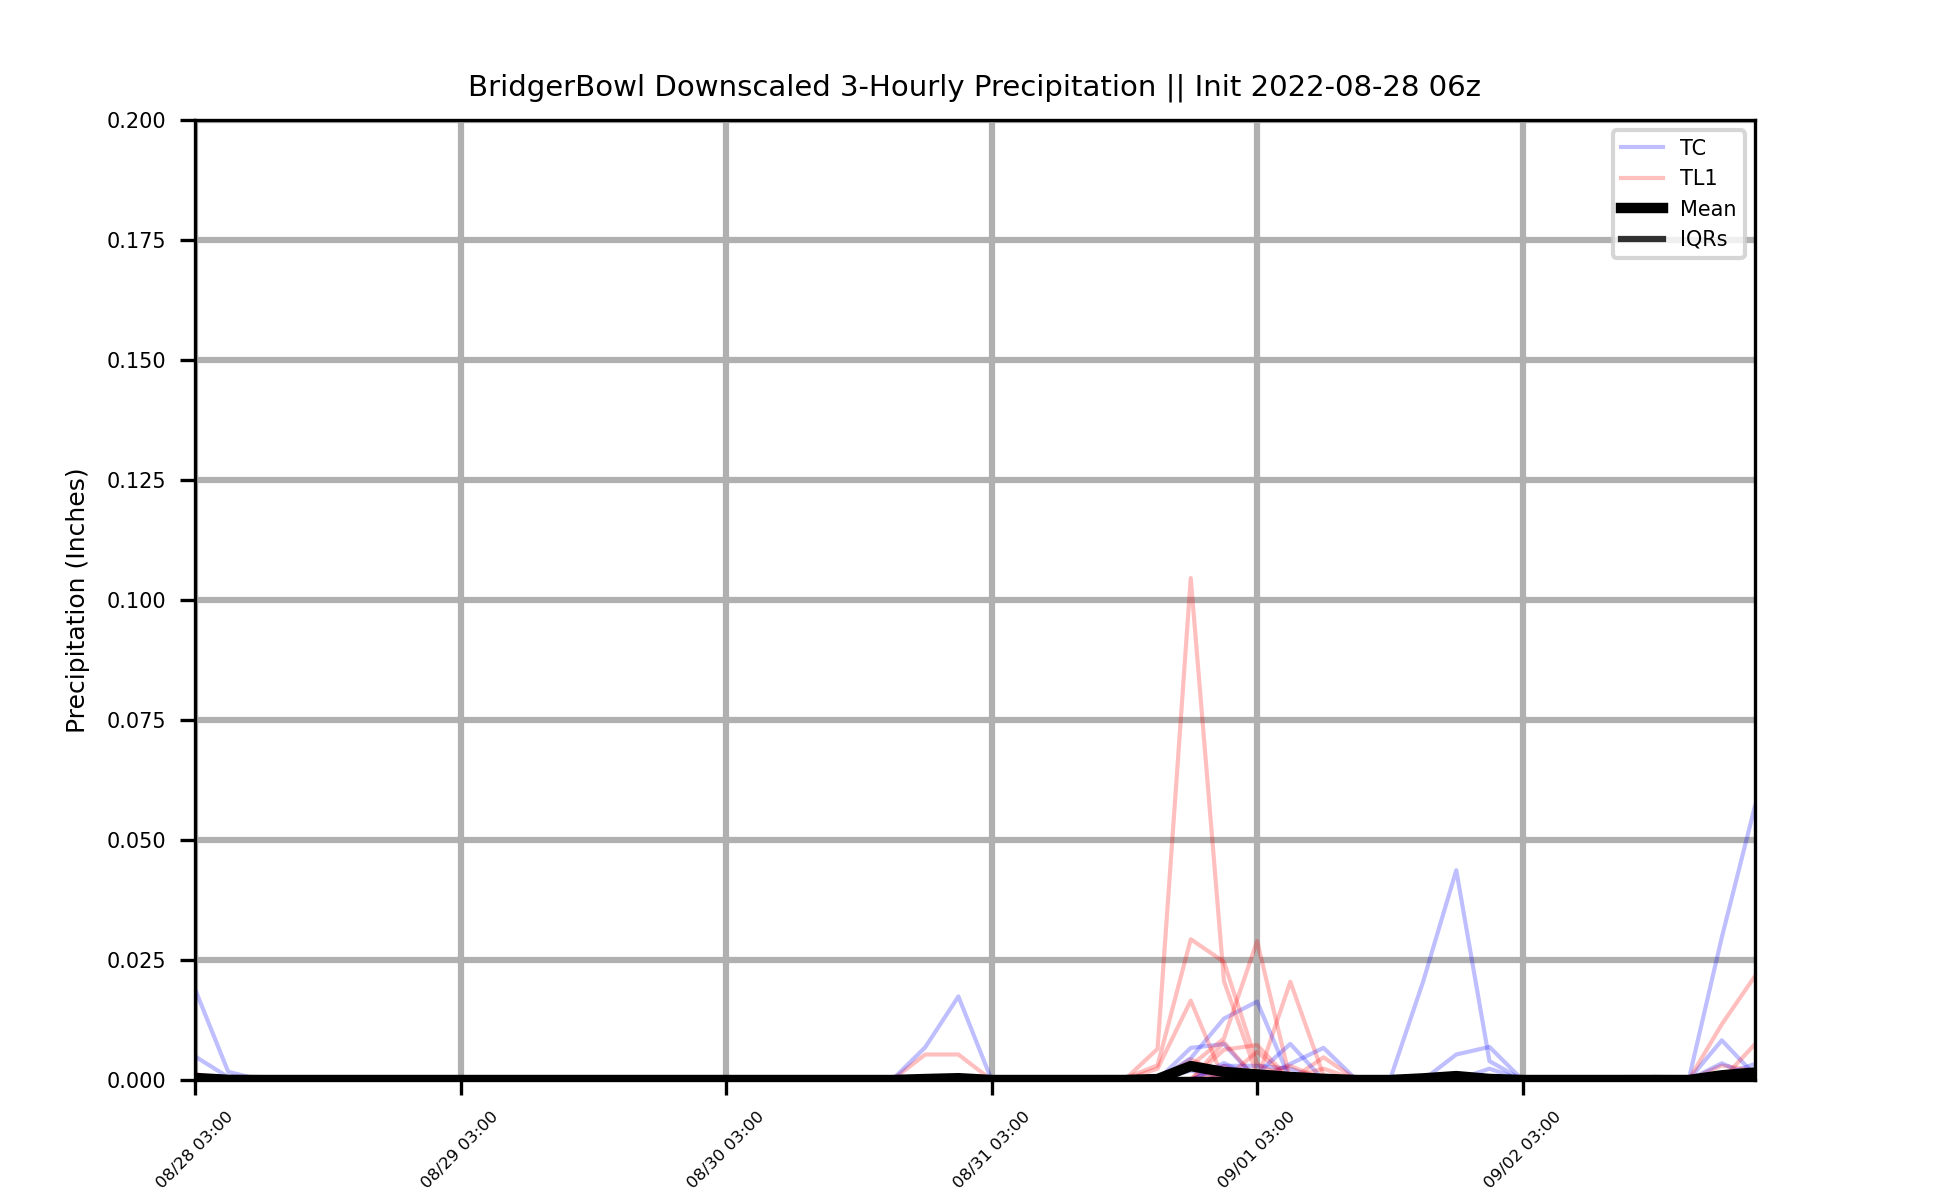 BridgerBowl Downscaled 3-Hourly Precipitation || Init 2022-08-28 06z
0.200
0.175
0.150
0.125
0.100
0.075
0.050
0.025
0.000
Precipitation (Inches)
TC
TL1
Mean
IQRs
08/28 03:00
08/29 03:00
08/30 03:00
08/31 03:00
09/01 03:00
09/02 03:00